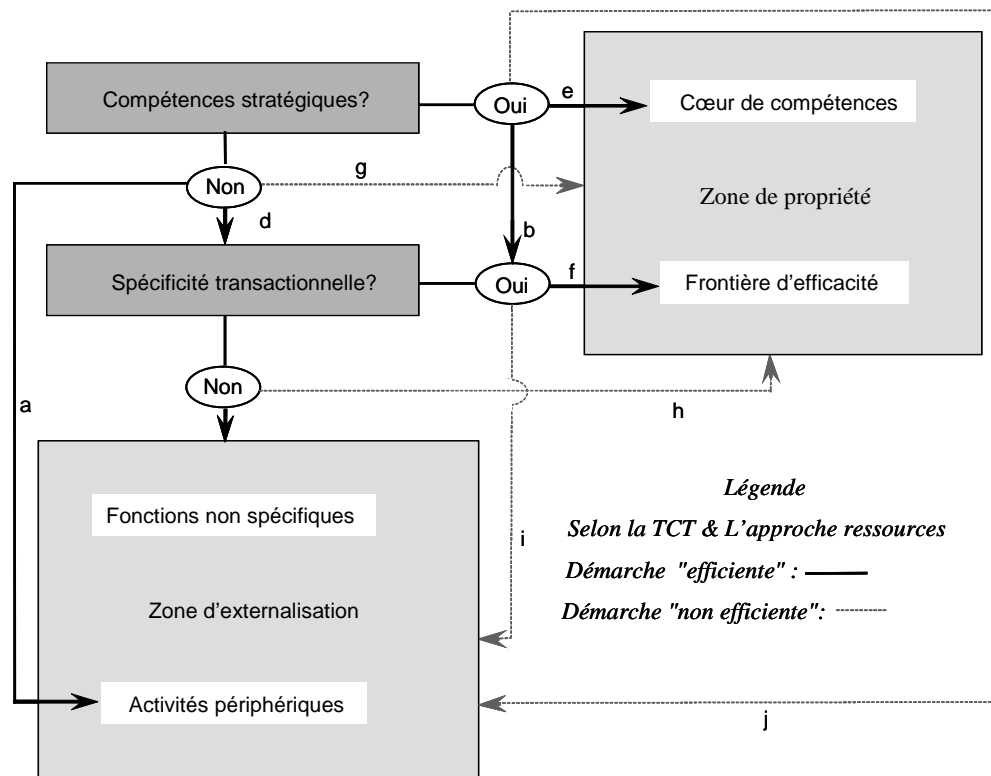 Compétences stratégiques?
Oui
e
Cœur de compétences
Non
g
Zone de propriété
d
b
Spécificité transactionnelle?
Oui
f
Frontière d'efficacité
Non
a
h
Fonctions non spécifiques
i
Zone d'externalisation
Activités périphériques
j
Légende
Selon la TCT & L'approche ressources
Démarche "efficiente" :
Démarche "non efficiente":